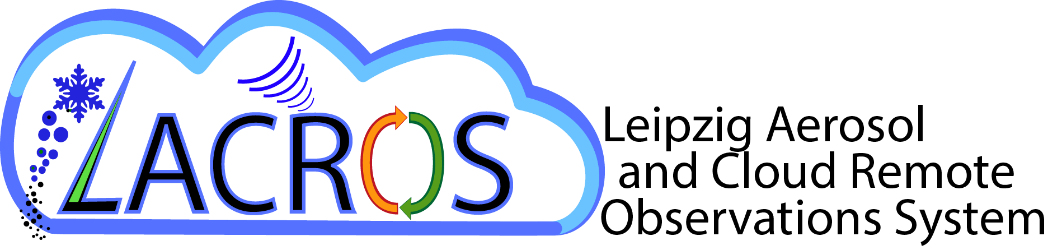 LACROS
Leipzig Aerosol
and Cloud Remote
Observations System